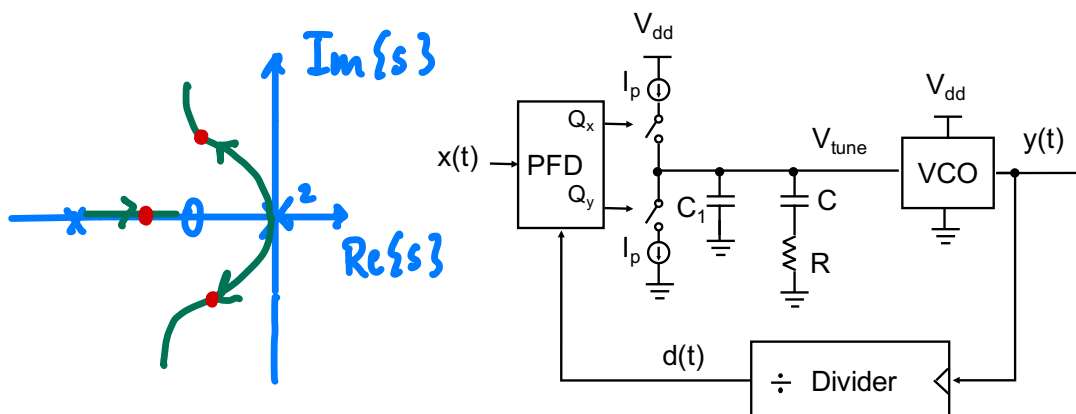 Im{s}
2
Re{s}
V_dd
I_p
Q_x
x(t)
PFD
Q_y
I_p
C_1
C
R
V_tune
V_dd
VCO
y(t)
d(t)
÷ Divider